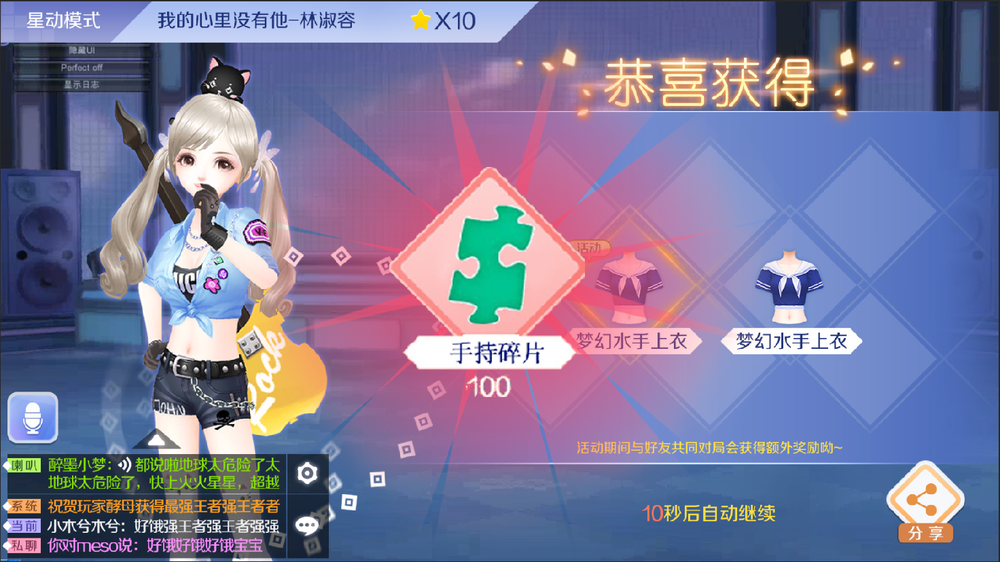 星动模式
我的心里没有他-林淑容
X10
隐藏UI
Perfect off
显示日志
恭喜获得
活动
手持碎片
100
梦幻水手上衣
梦幻水手上衣
Rock
JOHN
活动期间与好友共同对局会获得额外奖励呦~
10秒后自动继续
分享
喇叭 醉墨小梦：都说啦地球太危险了太
地球太危险了，快上火火星星，超越
系统 祝贺玩家酵母获得最强王者强王者者
当前 小木兮木兮：好饿强王者强王者强强
私聊 你对meso说：好饿好饿好饿宝宝